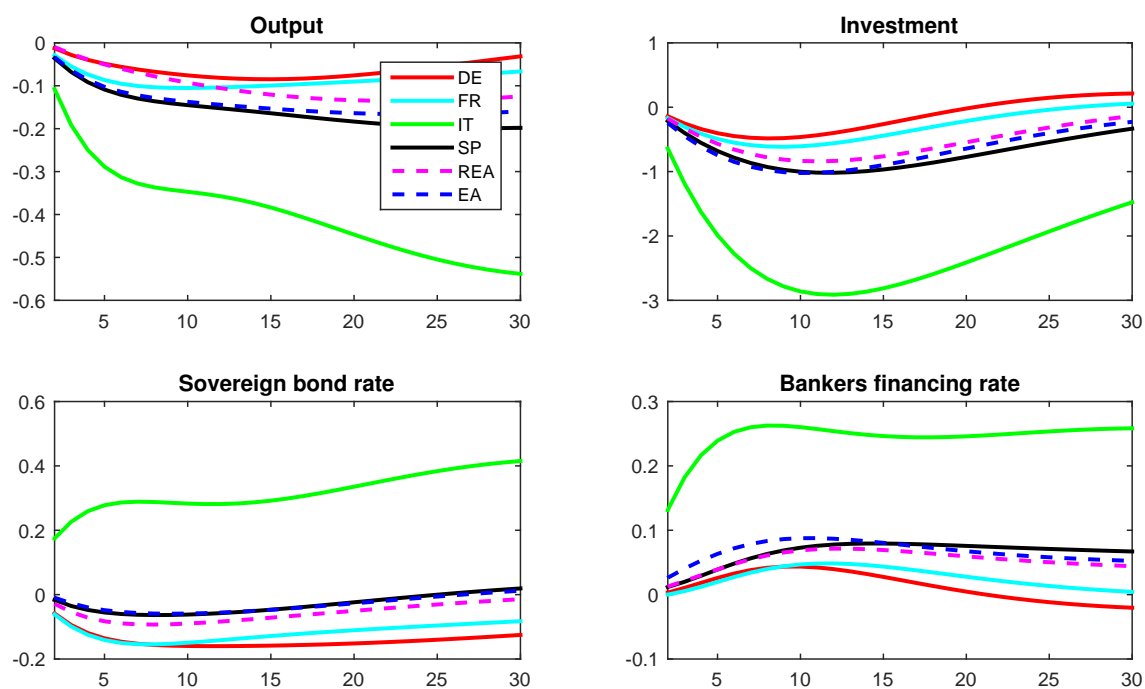 Output
0
-0.1
-0.2
-0.3
-0.4
-0.5
-0.6
5 10 15 20 25 30
DE
FR
IT
SP
REA
EA
Investment
1
0
-1
-2
-3
5 10 15 20 25 30
Sovereign bond rate
0.6
0.4
0.2
0
-0.2
5 10 15 20 25 30
Bankers financing rate
0.3
0.2
0.1
0
-0.1
5 10 15 20 25 30